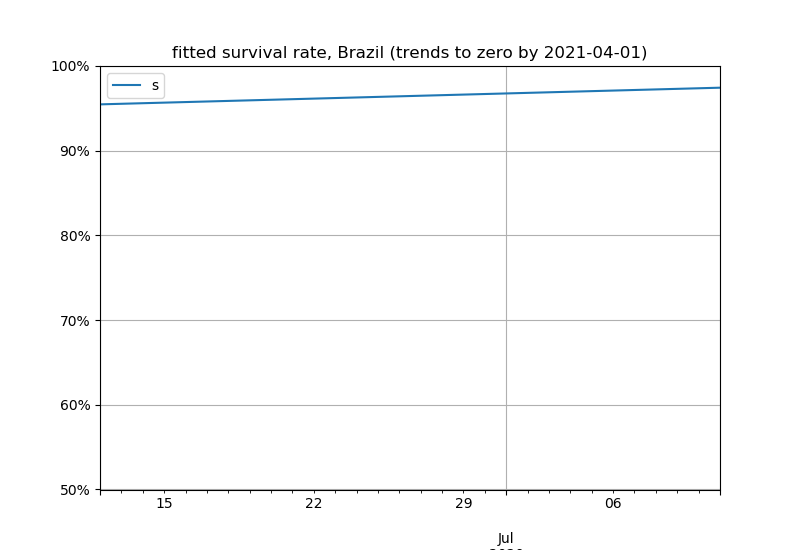 fitted survival rate, Brazil (trends to zero by 2021-04-01)
100%
s
90%
80%
70%
60%
50%
15 22 29 06
Jul